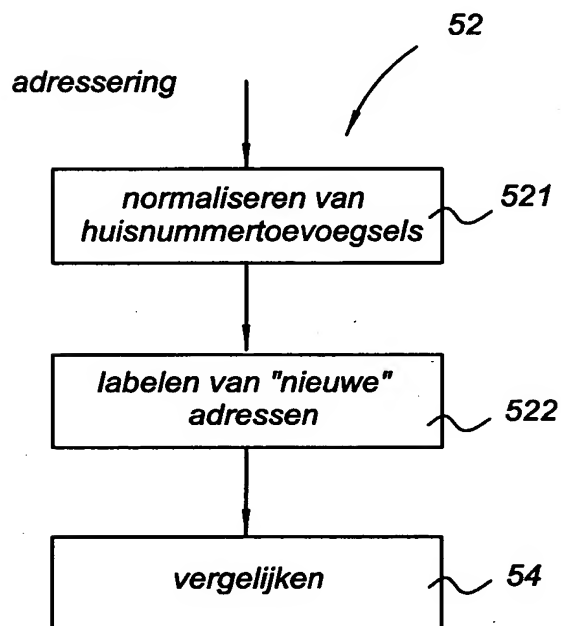 52
adressering
normaliseren van
huisnummertoevoegsels
521
labelen van "nieuwe"
adressen
522
vergelijken
54